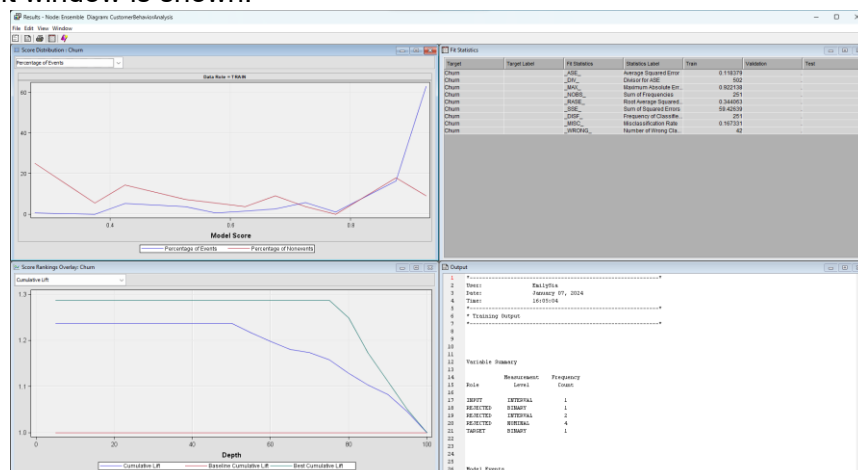 t window is shown.
Results - Node: Ensemble Diagram: CustomerBehaviorAnalysis
File Edit View Window
Score Distribution : Churn
Percentage of Events
Data Role = TRAIN
60
40
20
0
0.4
0.6
0.8
Model Score
Percentage of Events
Percentage of Nonevents
Fit Statistics
Target Target Label Fit Statistics Statistics Label Train Validation Test
Churn _ASE_ Average Squared Error 0.116379
Churn _DIV_ Divisor for ASE 502
Churn _MAX_ Maximum Absolute Err... 0.922138
Churn _NOBS_ Sum of Frequencies 251
Churn _RASE_ Root Average Squared...
Churn _SSE_ Sum of Squared Errors 58.42639
Churn _DISF_ Frequency of Classifie... 251
Churn _MISC_ Misclassification Rate 0.167331
Churn _WRONG_ Number of Wrong Cla... 42
Score Rankings Overlay: Churn
Cumulative Lift
1.3
1.2
1.1
1.0
0 20 40 60 80 100
Depth
Cumulative Lift
Baseline Cumulative Lift
Best Cumulative Lift
Output
1 *------------------------------------------------------------*
2 User: EmilySia
3 Date: January 07, 2024
4 Time: 16:05:04
5 *------------------------------------------------------------*
6 * Training Output
7 *------------------------------------------------------------*
8
9
10
11
12 Variable Summary
13
14 Measurement Frequency
15 Role Level Count
16
17 INPUT INTERVAL 1
18 REJECTED BINARY 1
19 REJECTED INTERVAL 2
20 REJECTED NOMINAL 4
21 TARGET BINARY 1
22
23
24
25
26 Model Events